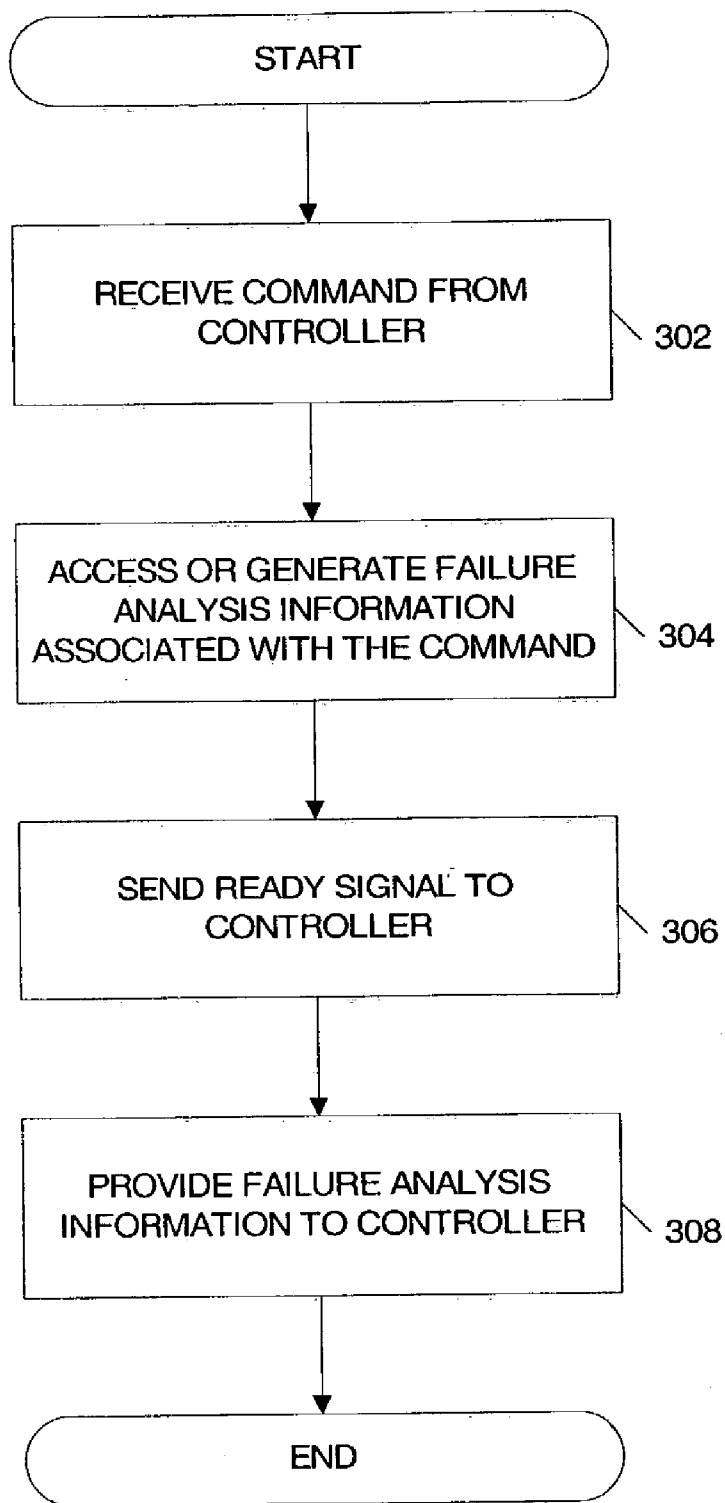 START
RECEIVE COMMAND FROM
CONTROLLER
302
ACCESS OR GENERATE FAILURE
ANALYSIS INFORMATION
ASSOCIATED WITH THE COMMAND
304
SEND READY SIGNAL TO
CONTROLLER
306
PROVIDE FAILURE ANALYSIS
INFORMATION TO CONTROLLER
308
END